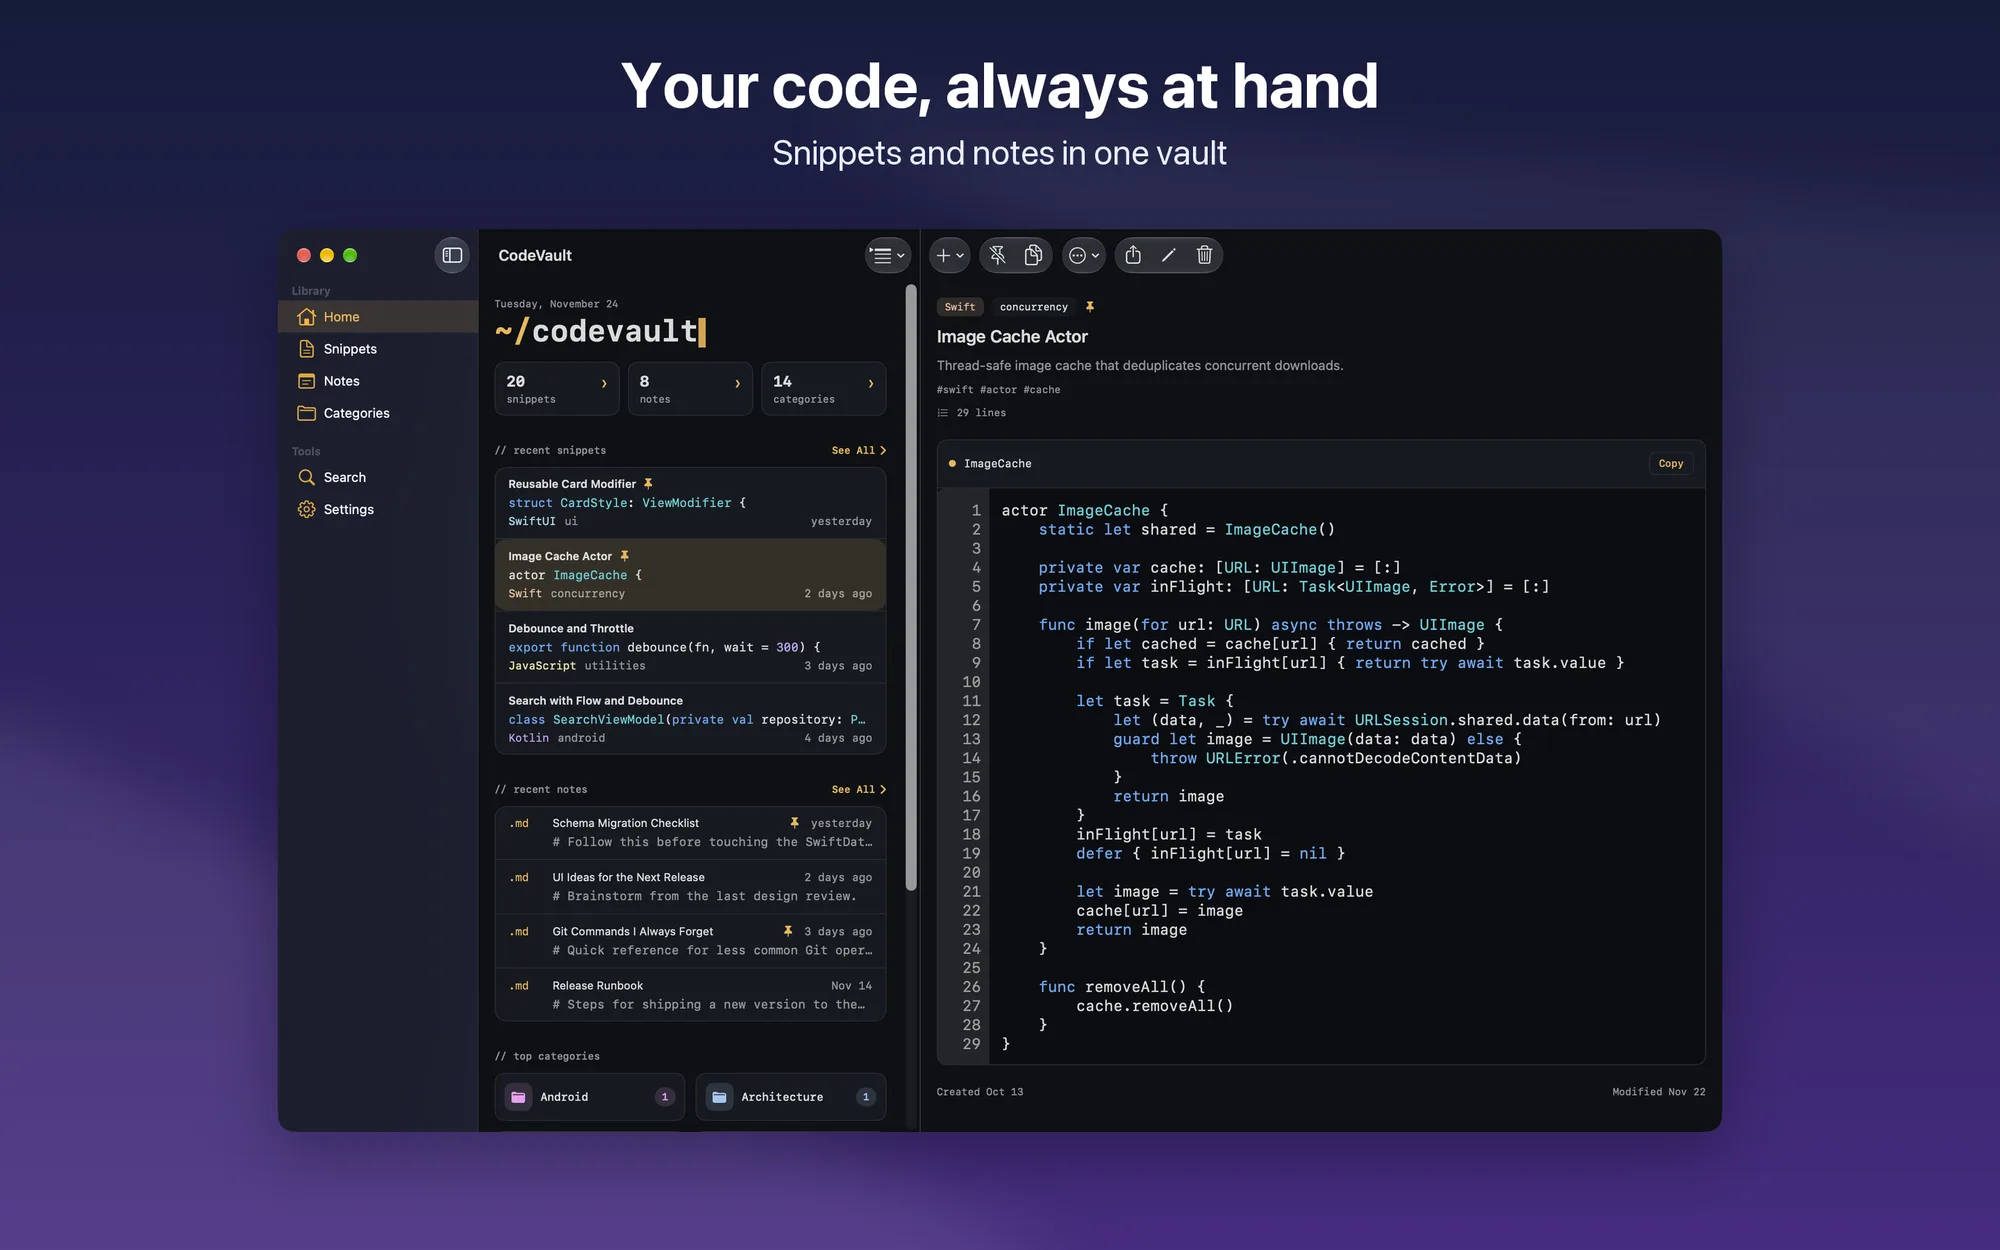 Your code, always at hand
Snippets and notes in one vault
Library
Home
Snippets
Notes
Categories
Tools
Search
Settings
CodeVault
Tuesday, November 24
~/codevault
20
snippets
8
notes
14
categories
// recent snippets
See All
Reusable Card Modifier
struct CardStyle: ViewModifier {
SwiftUI ui yesterday
Image Cache Actor
actor ImageCache {
Swift concurrency 2 days ago
Debounce and Throttle
export function debounce(fn, wait = 300) {
JavaScript utilities 3 days ago
Search with Flow and Debounce
class SearchViewModel(private val repository: P…
Kotlin android 4 days ago
// recent notes
See All
.md Schema Migration Checklist yesterday
# Follow this before touching the SwiftDat…
.md UI Ideas for the Next Release 2 days ago
# Brainstorm from the last design review.
.md Git Commands I Always Forget 3 days ago
# Quick reference for less common Git oper…
.md Release Runbook Nov 14
# Steps for shipping a new version to the…
// top categories
Android 1
Architecture 1
Swift concurrency
Image Cache Actor
Thread-safe image cache that deduplicates concurrent downloads.
#swift #actor #cache
29 lines
ImageCache
Copy
1 actor ImageCache {
2     static let shared = ImageCache()
3
4     private var cache: [URL: UIImage] = [:]
5     private var inFlight: [URL: Task<UIImage, Error>] = [:]
6
7     func image(for url: URL) async throws -> UIImage {
8         if let cached = cache[url] { return cached }
9         if let task = inFlight[url] { return try await task.value }
10
11         let task = Task {
12             let (data, _) = try await URLSession.shared.data(from: url)
13             guard let image = UIImage(data: data) else {
14                 throw URLError(.cannotDecodeContentData)
15             }
16             return image
17         }
18         inFlight[url] = task
19         defer { inFlight[url] = nil }
20
21         let image = try await task.value
22         cache[url] = image
23         return image
24     }
25
26     func removeAll() {
27         cache.removeAll()
28     }
29 }
Created Oct 13
Modified Nov 22